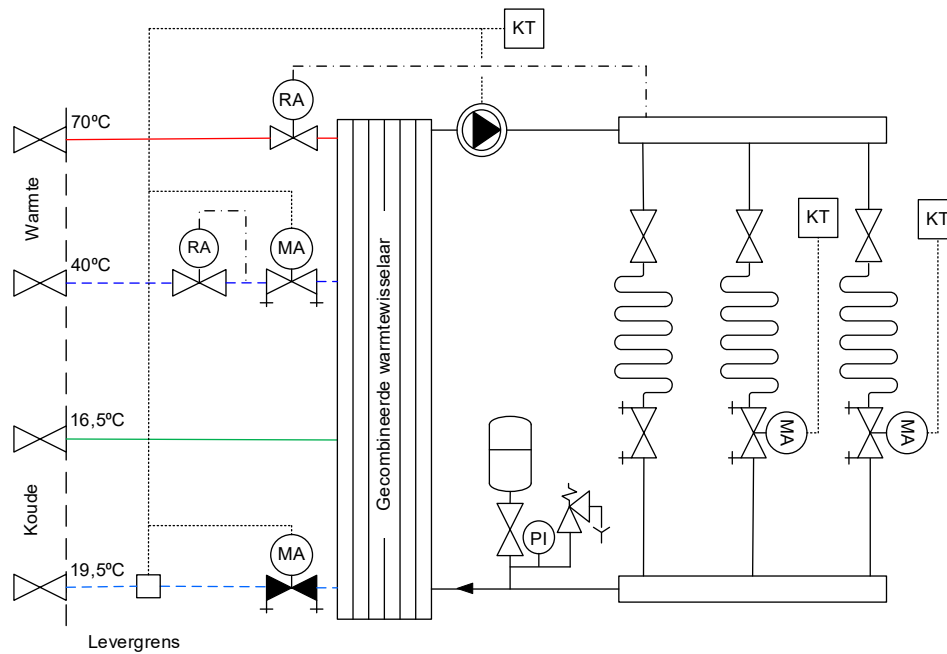 KT
70ºC
RA
Warmte
RA
MA
KT
KT
40ºC
Gecombineerde warmtewisselaar
16,5ºC
MA
MA
Koude
PI
MA
19,5ºC
Levergrens